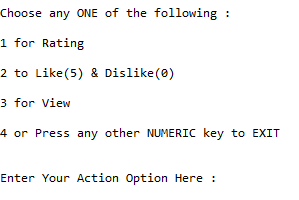 Choose any ONE of the following :
1 for Rating
2 to Like(5) & Dislike(0)
3 for View
4 or Press any other NUMERIC key to EXIT
Enter Your Action Option Here :